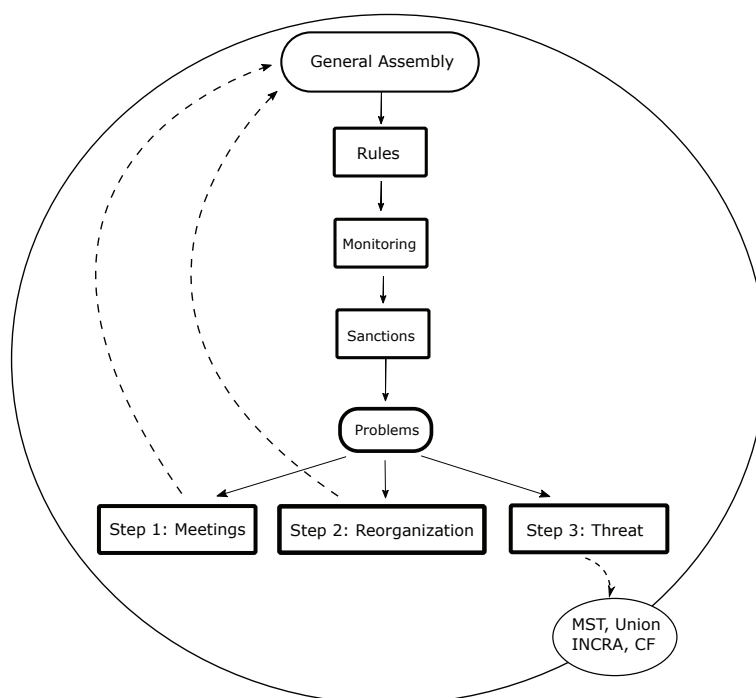 General Assembly
Rules
Monitoring
Sanctions
Problems
Step 1: Meetings
Step 2: Reorganization
Step 3: Threat
MST, Union
INCRA, CF